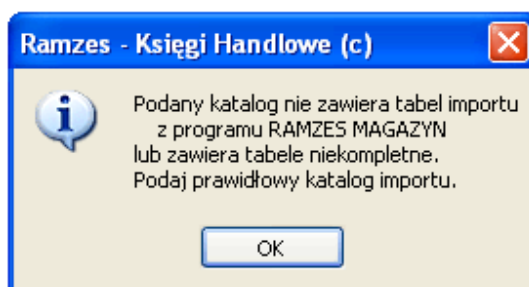 Ramzes - Księgi Handlowe (c)
Podany katalog nie zawiera tabel importu
z programu RAMZES MAGAZYN
lub zawiera tabele niekompletne.
Podaj prawidłowy katalog importu.
OK